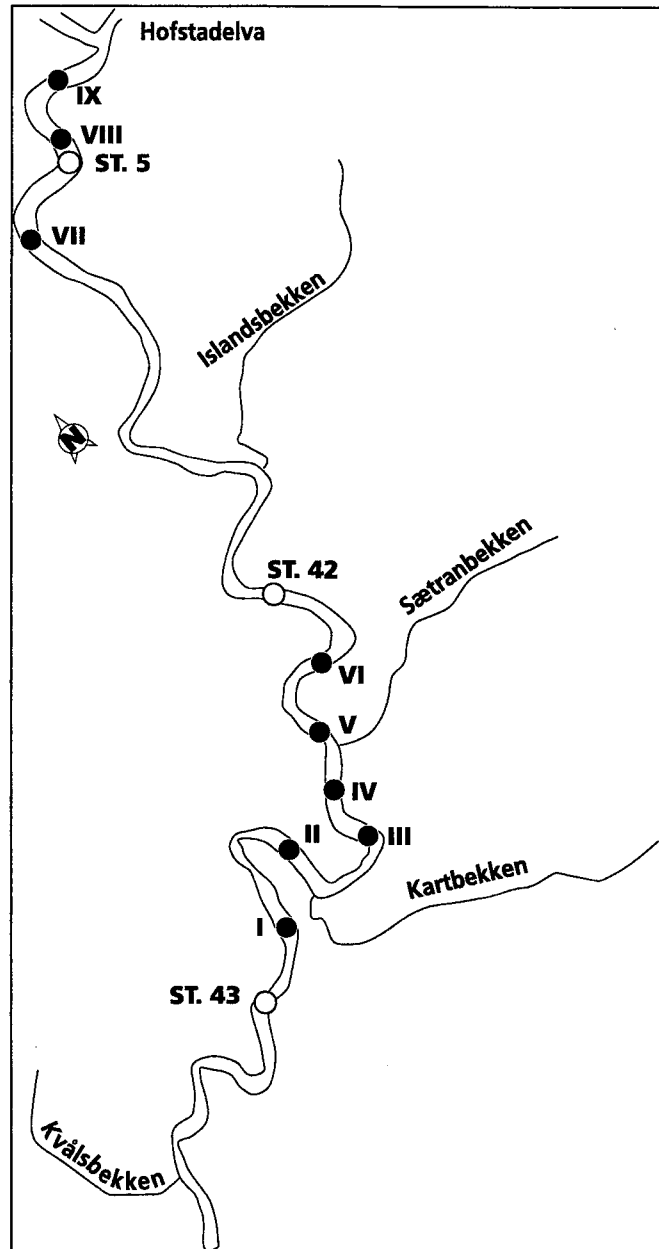 Hofstadelva
IX
VIII
ST. 5
VII
Islandsbekken
N
ST. 42
Sætranbekken
VI
V
IV
II
III
Kartbekken
I
ST. 43
Kvålsbekken